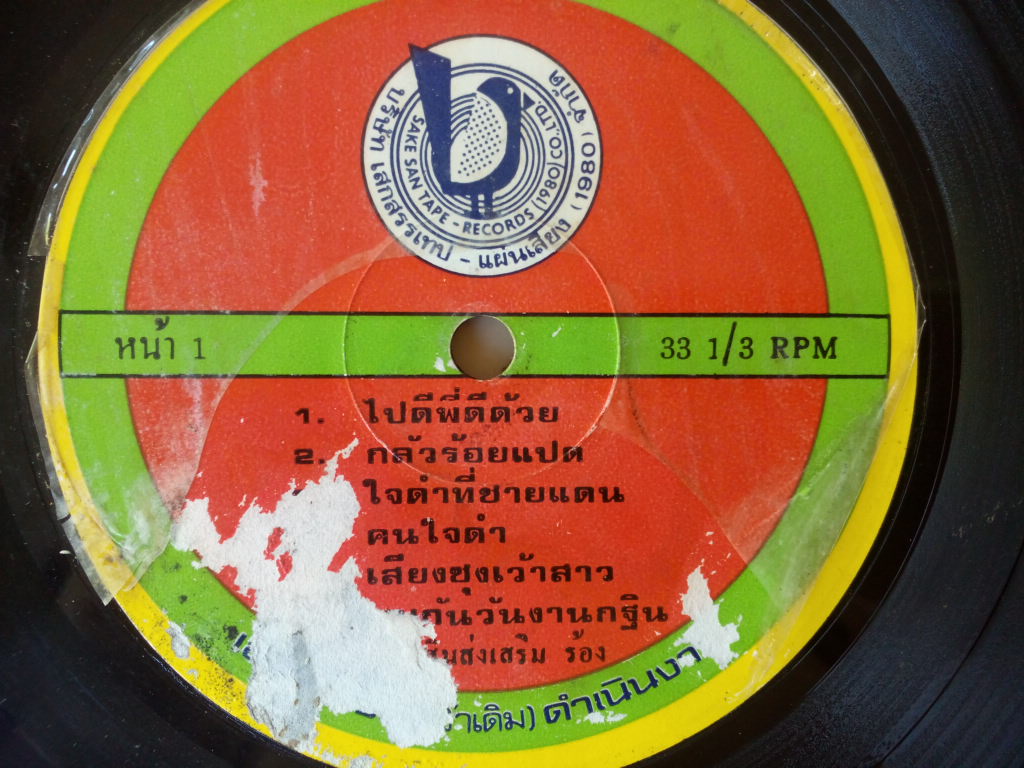 บริษัท เสกสรรเทป - แผ่นเสียง (1980) จำกัด
SAKE SAN TAPE - RECORDS (1980) CO.,LTD.
หน้า 1
33 1/3 RPM
1. ไปดีพี่ดีด้วย
2. กลัวร้อยแปด
ใจดำที่ชายแดน
คนใจดำ
เสียงซุงเว้าสาว
กันวันงานกฐิน
ส่งเสริม ร้อง
เดิม) ดำเนินงา